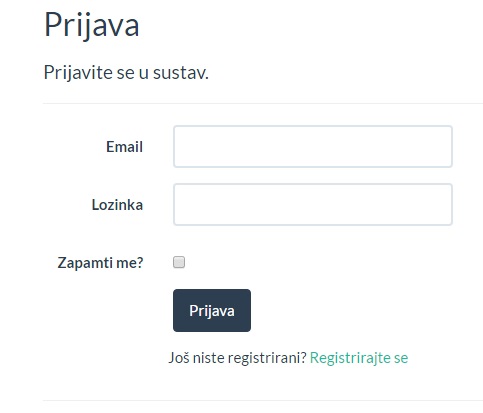 Prijava
Prijavite se u sustav.
Email
Lozinka
Zapamti me?
Prijava
Još niste registrirani? Registrirajte se